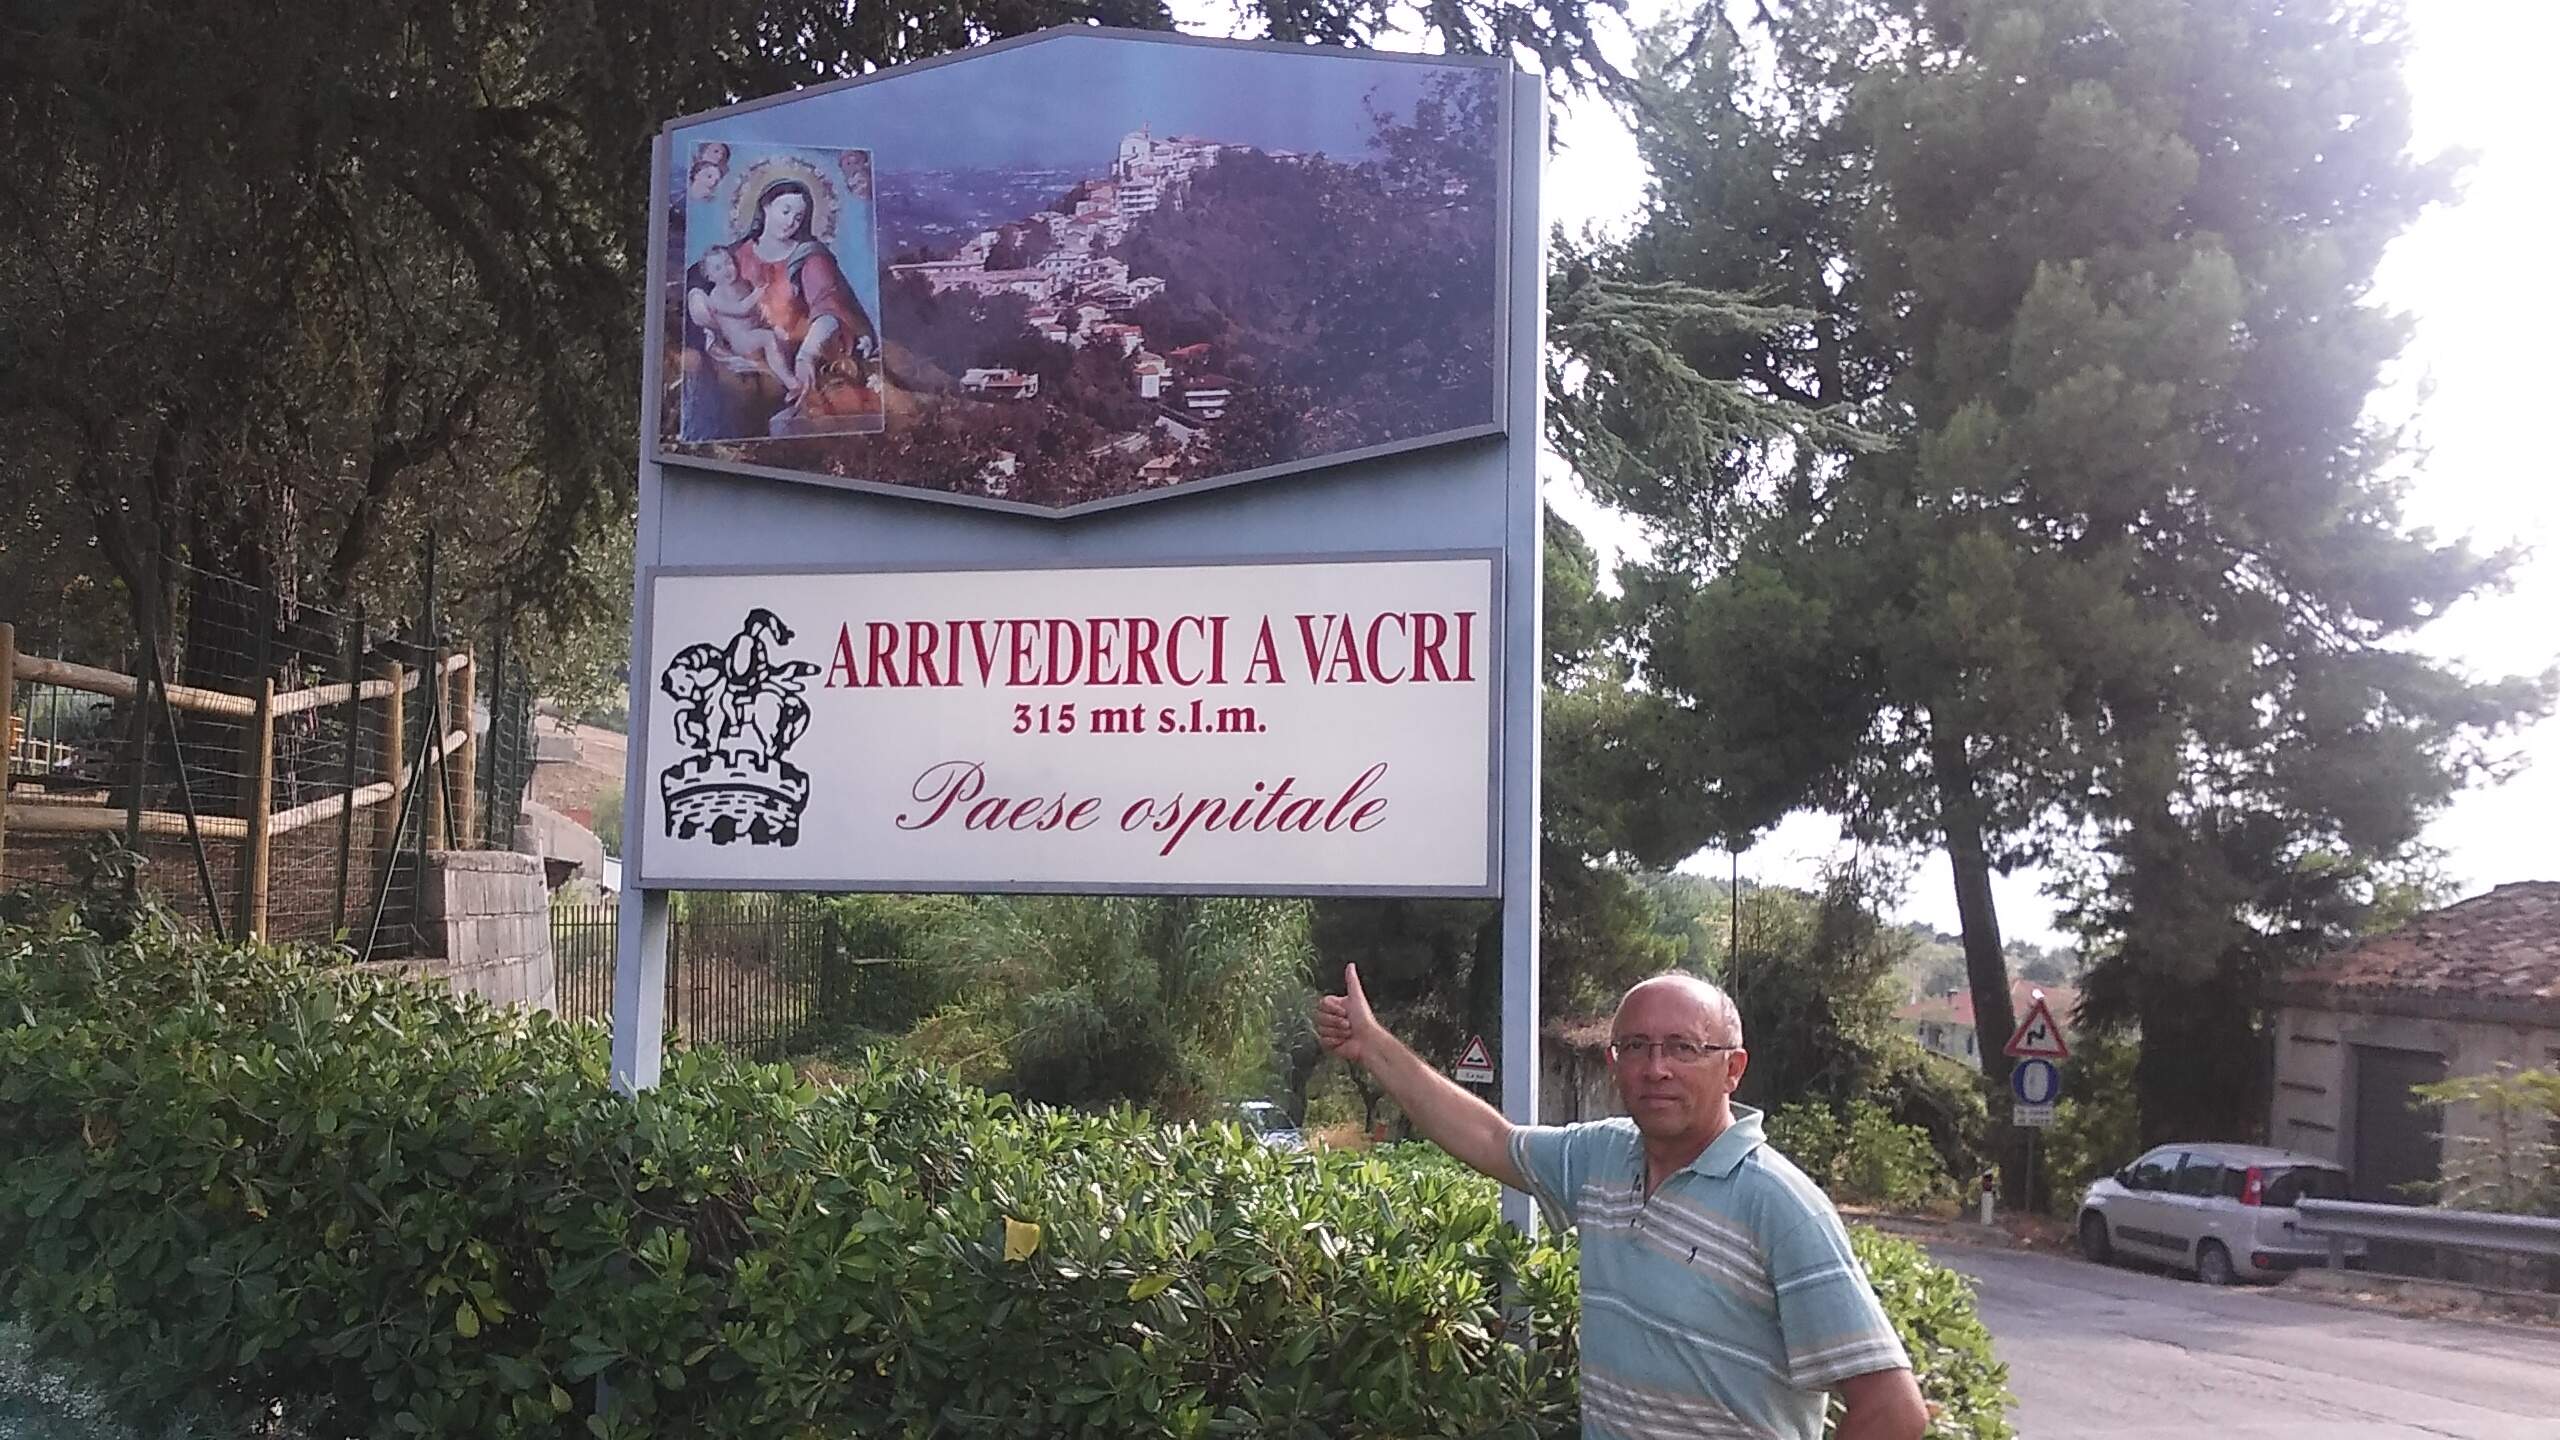 ARRIVEDERCI A VACRI
315 mt s.l.m.
Paese ospitale